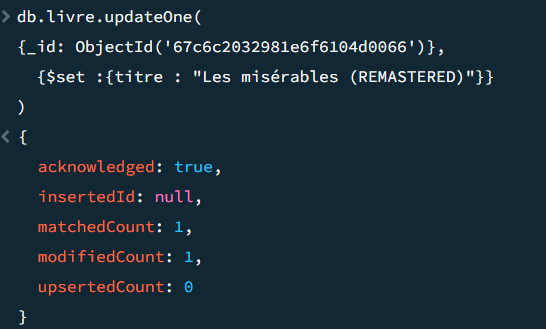 db.livre.updateOne(
{_id: ObjectId('67c6c2032981e6f6104d0066')},
{$set :{titre : "Les misérables (REMASTERED)"}}
)
{
acknowledged: true,
insertedId: null,
matchedCount: 1,
modifiedCount: 1,
upsertedCount: 0
}